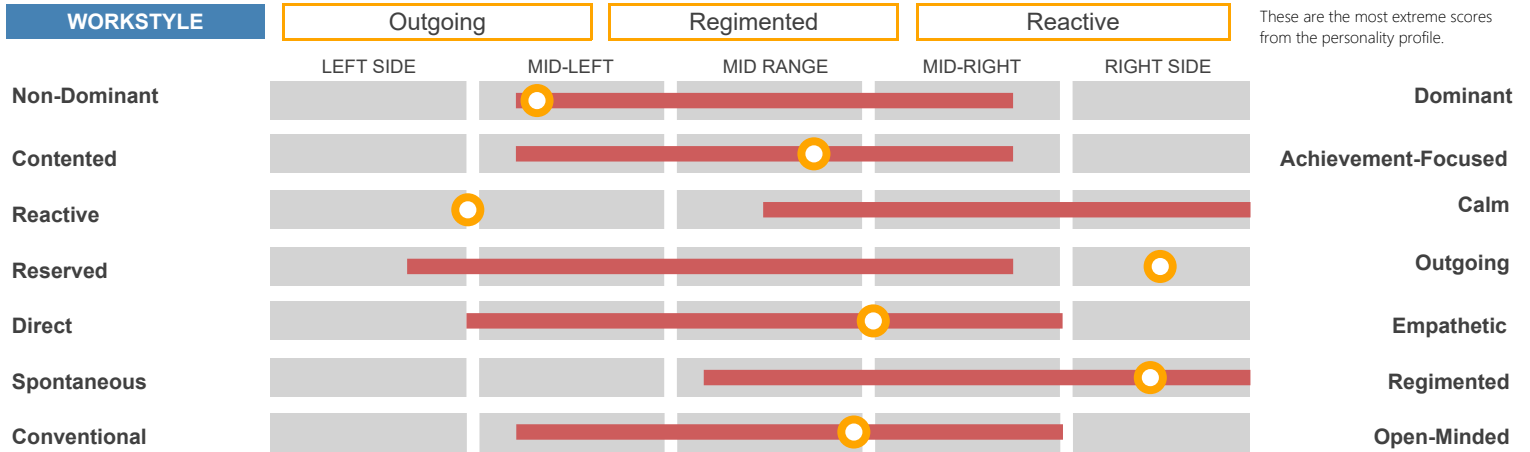 WORKSTYLE Outgoing Regimented Reactive These are the most extreme scores
from the personality profile.
LEFT SIDE MID-LEFT MID RANGE MID-RIGHT RIGHT SIDE
Non-Dominant Dominant
Contented Achievement-Focused
Reactive Calm
Reserved Outgoing
Direct Empathetic
Spontaneous Regimented
Conventional Open-Minded